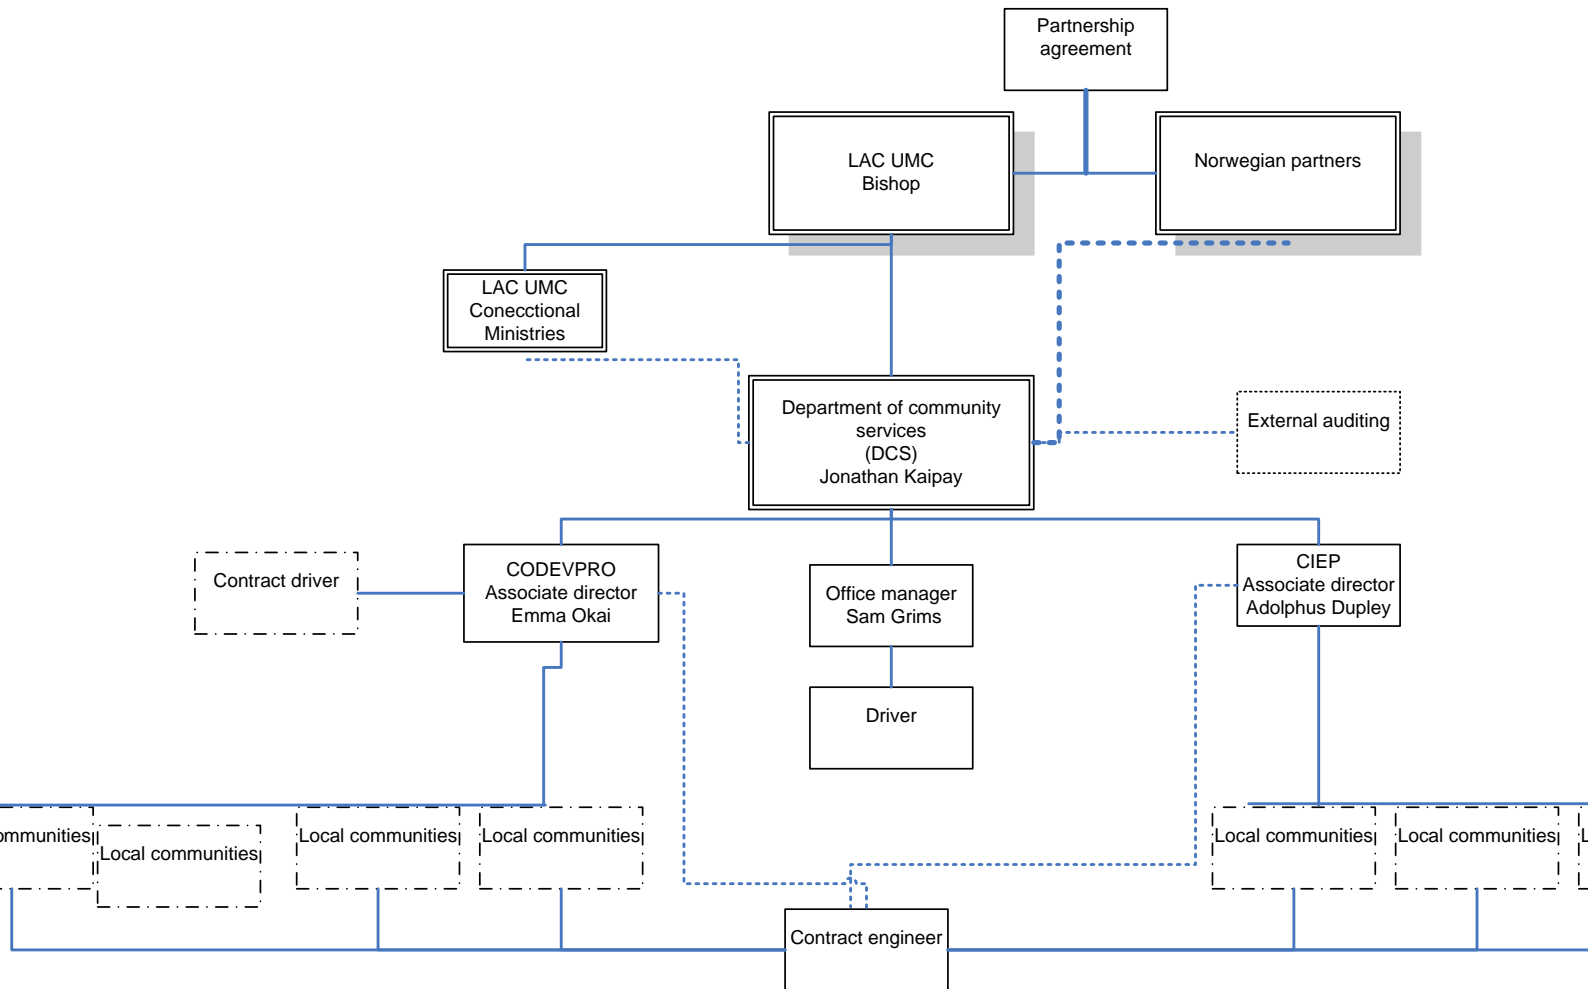 Partnership
agreement
LAC UMC
Bishop
Norwegian partners
LAC UMC
Conecctional
Ministries
Department of community
services
(DCS)
Jonathan Kaipay
External auditing
Contract driver
CODEVPRO
Associate director
Emma Okai
Office manager
Sam Grims
CIEP
Associate director
Adolphus Dupley
Driver
ommunities
Local communities
Local communities
Local communities
Local communities
Local communities
L
Contract engineer